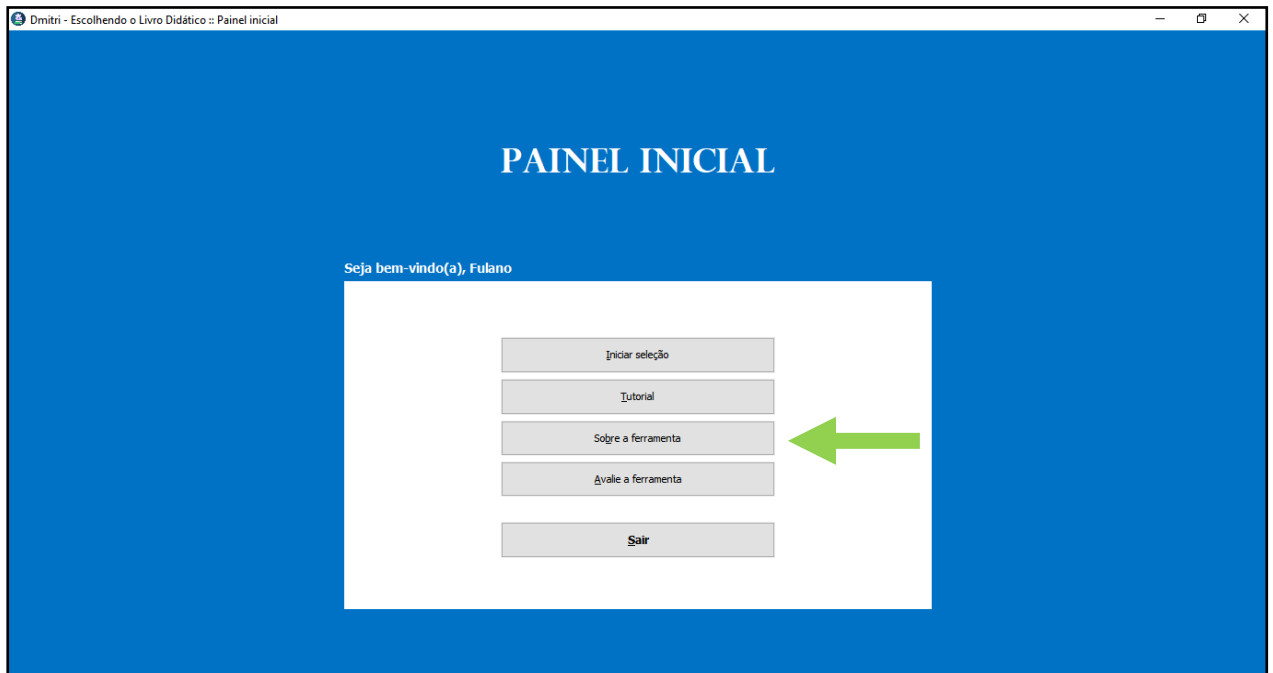 Dmitri - Escolhendo o Livro Didático :: Painel inicial
PAINEL INICIAL
Seja bem-vindo(a), Fulano
Iniciar seleção
Tutorial
Sobre a ferramenta
Avalie a ferramenta
Sair